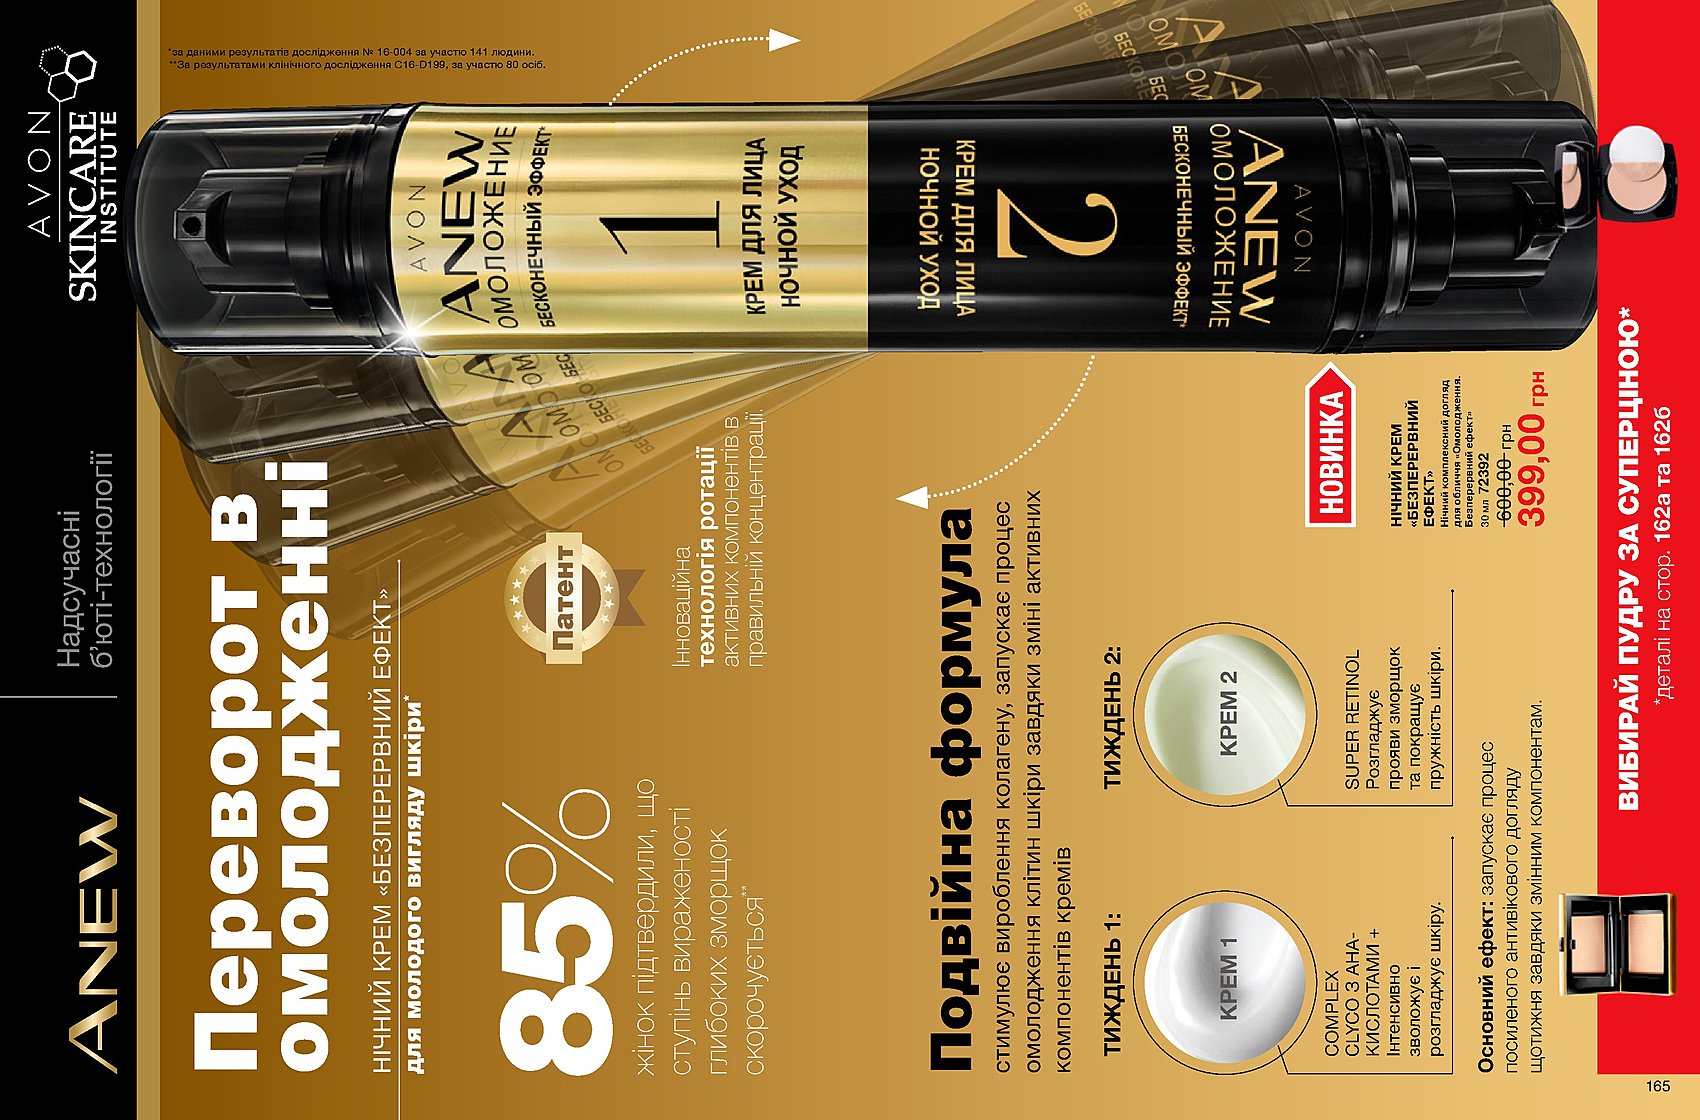 ANEW
Надсучасні
б’юті-технології
AVON
SKINCARE
INSTITUTE
*за даними результатів дослідження № 16-004 за участю 141 людини.
**За результатами клінічного дослідження C16-D199, за участю 80 осіб.
Переворот в
омолодженні
НІЧНИЙ КРЕМ «БЕЗПЕРЕРВНИЙ ЕФЕКТ»
для молодого вигляду шкіри*
85%
жінок підтвердили, що
ступінь вираженості
глибоких зморщок
скорочується**
Патент
Інноваційна
технологія ротації
активних компонентів в
правильній концентрації.
AVON
ANEW
ОМОЛОЖЕНИЕ
БЕСКОНЕЧНЫЙ ЭФФЕКТ*
1
КРЕМ ДЛЯ ЛИЦА
НОЧНОЙ УХОД
AVON
ANEW
ОМОЛОЖЕНИЕ
БЕСКОНЕЧНЫЙ ЭФФЕКТ*
2
КРЕМ ДЛЯ ЛИЦА
НОЧНОЙ УХОД
Подвійна формула
стимулює вироблення колагену, запускає процес
омолодження клітин шкіри завдяки зміні активних
компонентів кремів
ТИЖДЕНЬ 1:
КРЕМ 1
COMPLEX
CLYCO З АНА-
КИСЛОТАМИ +
Інтенсивно
зволожує і
розгладжує шкіру.
ТИЖДЕНЬ 2:
КРЕМ 2
SUPER RETINOL
Розгладжує
прояви зморщок
та покращує
пружність шкіри.
Основний ефект: запускає процес
посиленого антивікового догляду
щотижня завдяки змінним компонентам.
НОВИНКА
НІЧНИЙ КРЕМ
«БЕЗПЕРЕРВНИЙ
ЕФЕКТ»
Нічний комплексний догляд
для обличчя «Омолодження.
Безперервний ефект»
30 мл 72392
600,00 грн
399,00 грн
ВИБИРАЙ ПУДРУ ЗА СУПЕРЦІНОЮ*
*деталі на стор. 162а та 162б
165